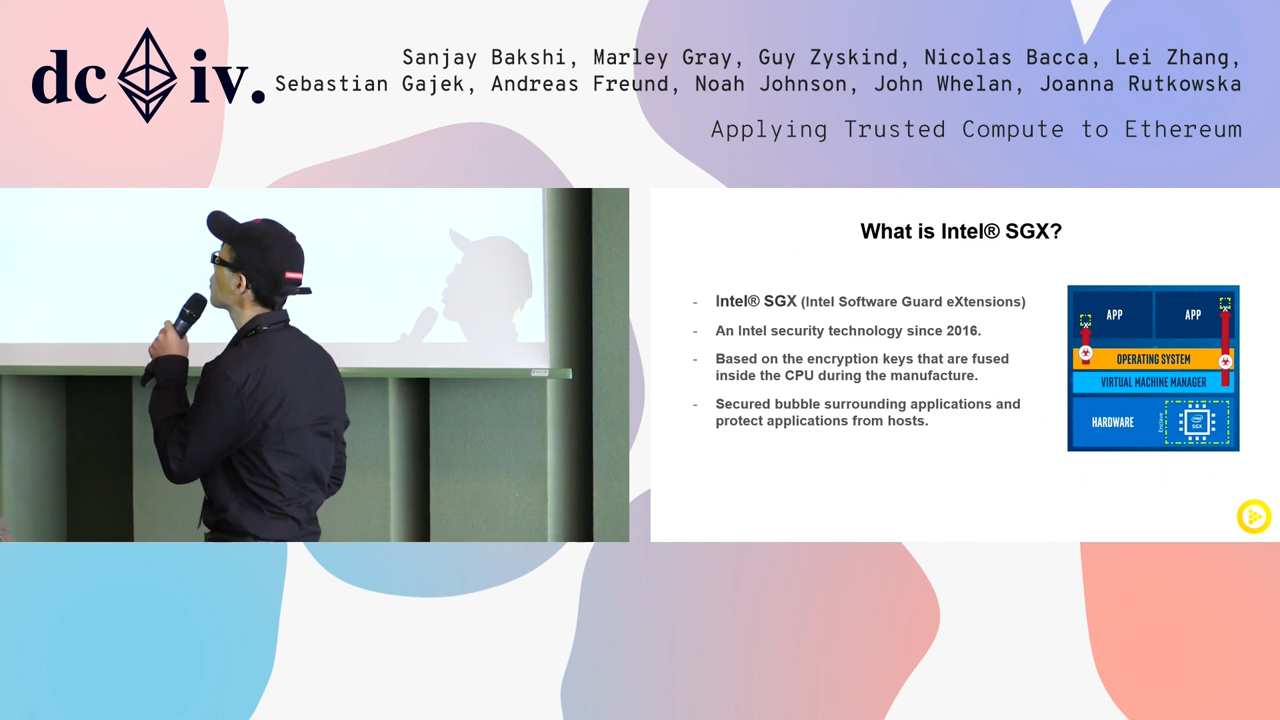 dc iv.
Sanjay Bakshi, Marley Gray, Guy Zyskind, Nicolas Bacca, Lei Zhang,
Sebastian Gajek, Andreas Freund, Noah Johnson, John Whelan, Joanna Rutkowska
Applying Trusted Compute to Ethereum
What is Intel® SGX?
- Intel® SGX (Intel Software Guard eXtensions)
- An Intel security technology since 2016.
- Based on the encryption keys that are fused
inside the CPU during the manufacture.
- Secured bubble surrounding applications and
protect applications from hosts.
APP APP
OPERATING SYSTEM
VIRTUAL MACHINE MANAGER
HARDWARE
Enclave
SGX